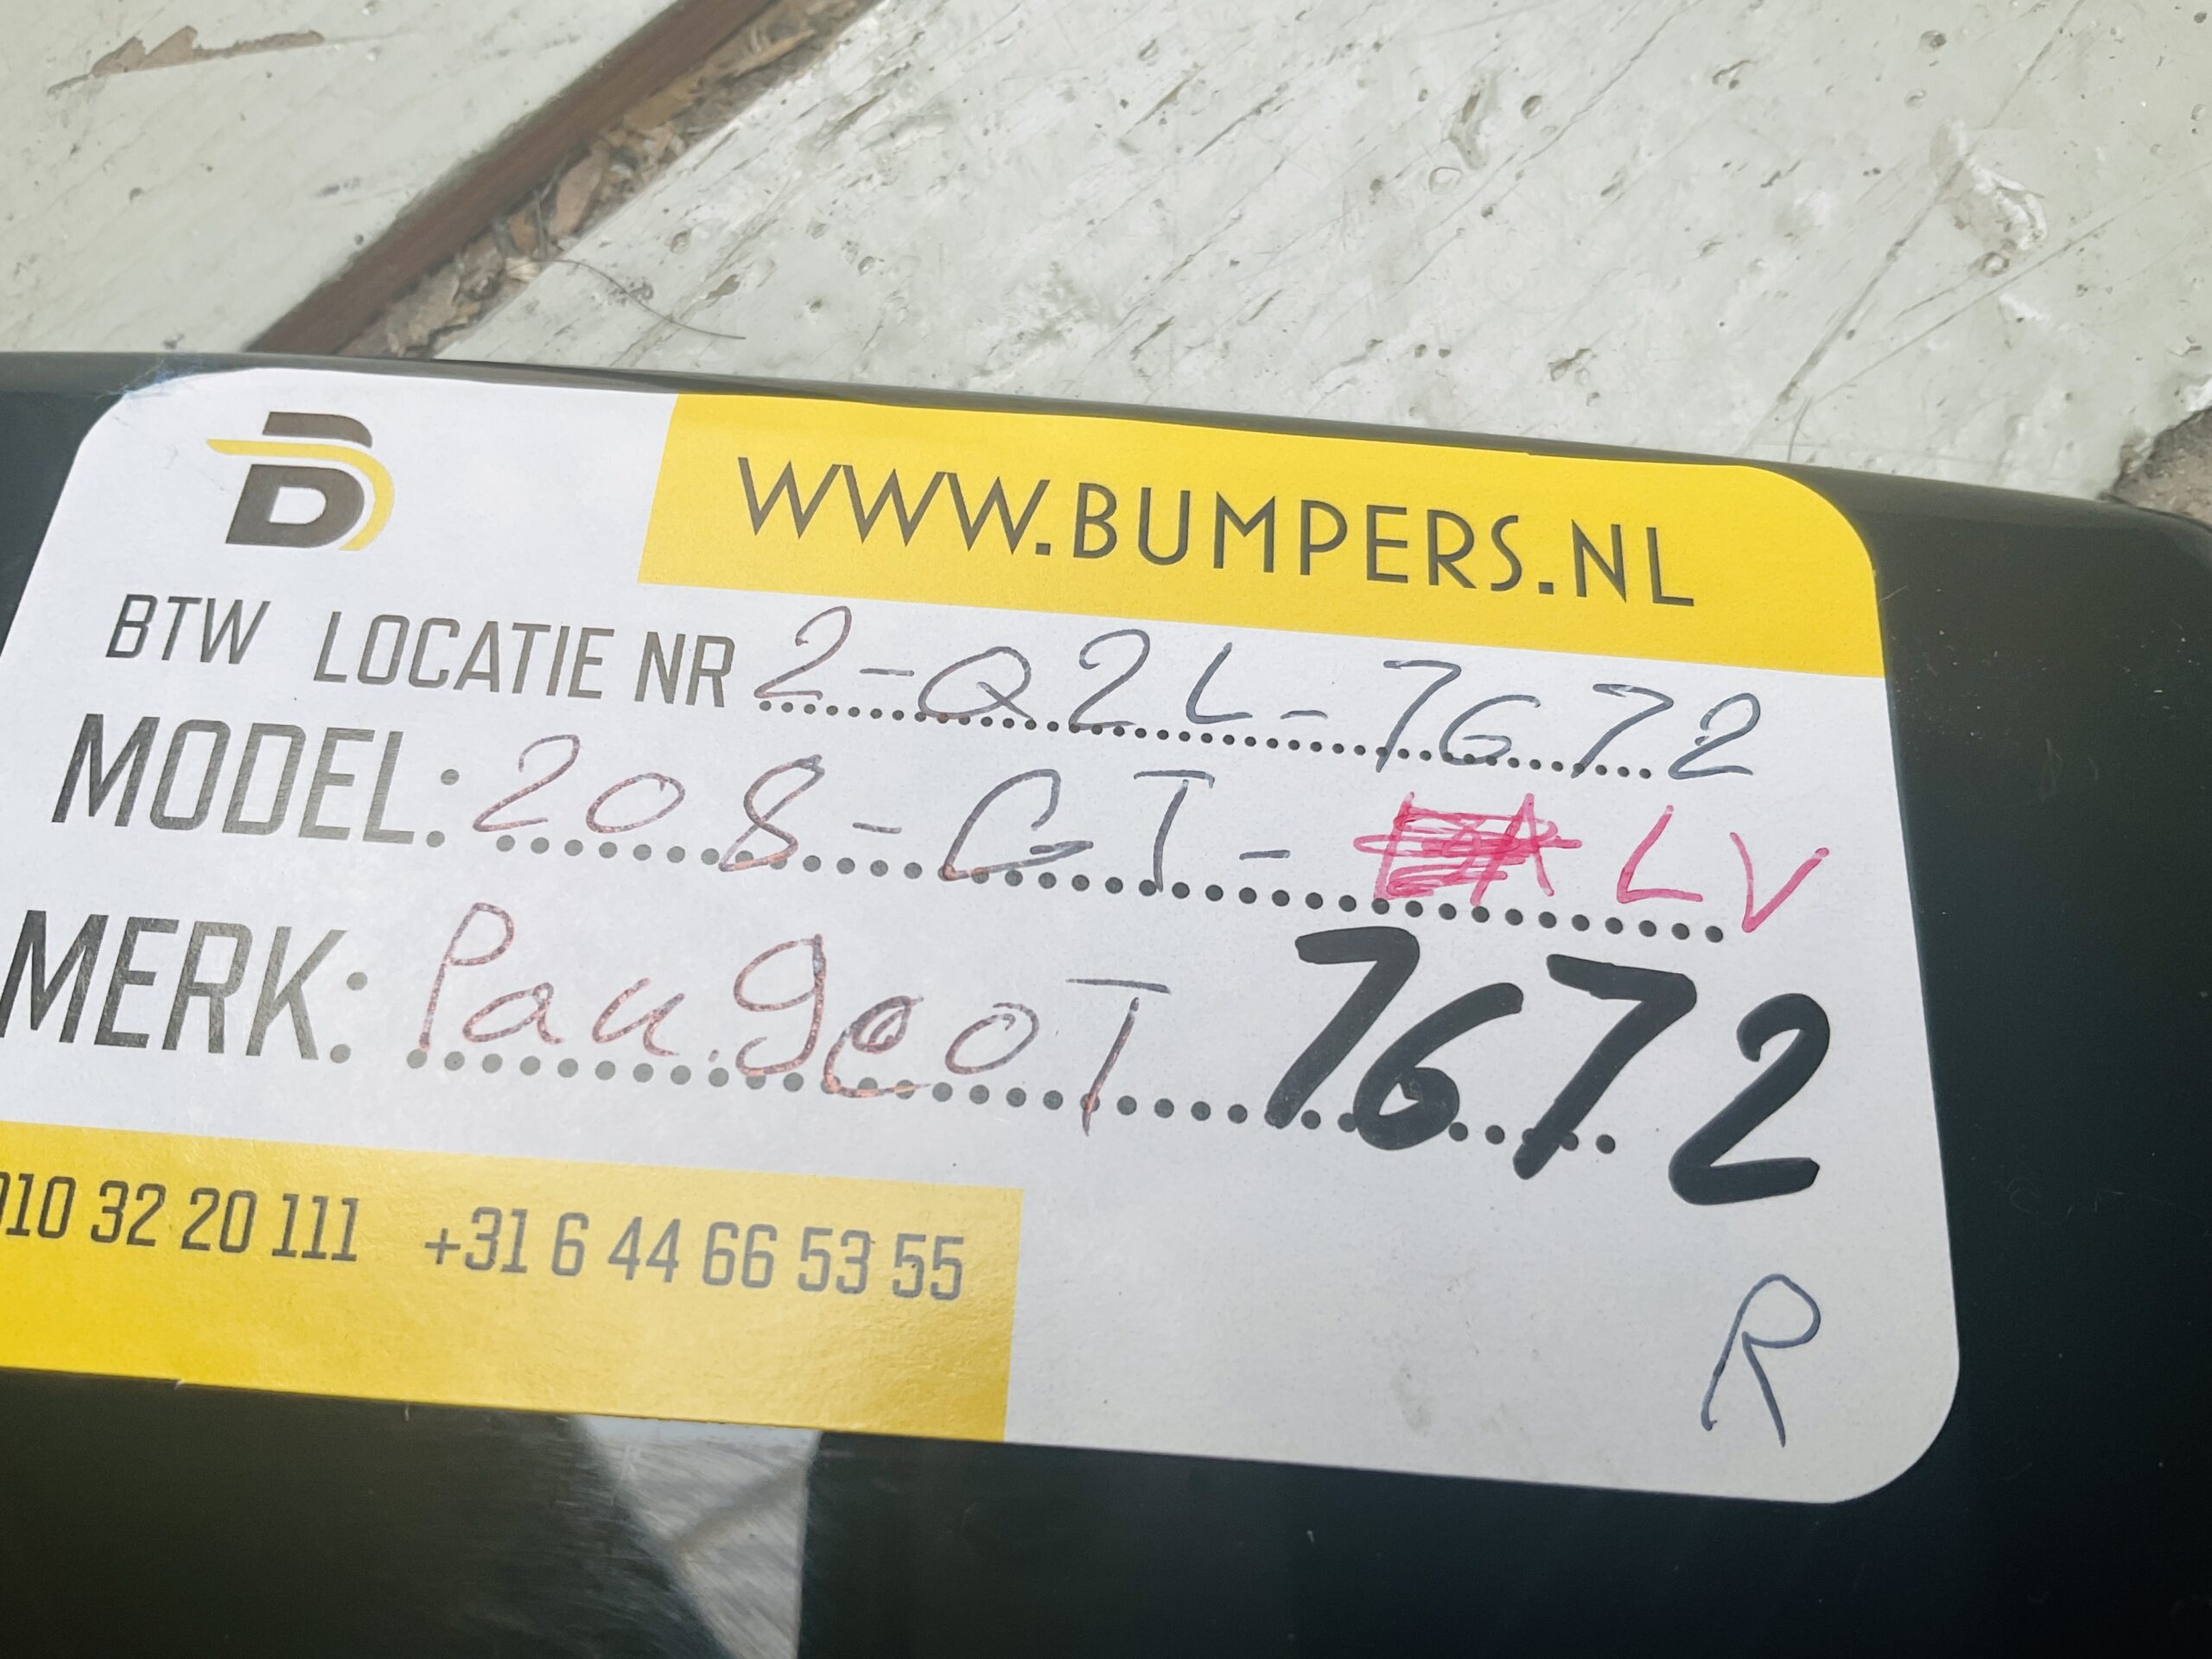 B
WWW.BUMPERS.NL
BTW LOCATIE NR 2-Q2L-7672
MODEL: 208-GT- LV
MERK: PaugeoT 7672
010 32 20 111 +31 6 44 66 53 55
R